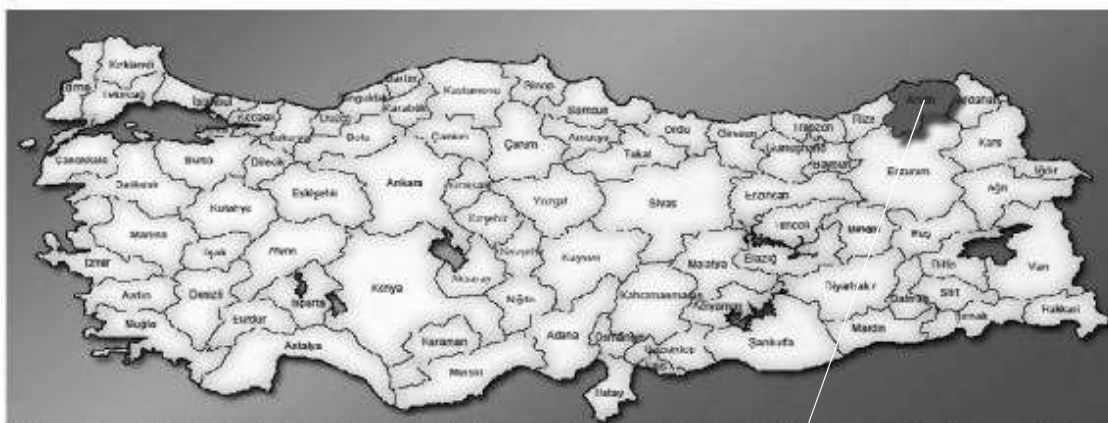 Kırklareli
Edirne
Tekirdağ
İstanbul
Kocaeli
Sakarya
Zonguldak
Bartın
Karabük
Bolu
Kastamonu
Sinop
Samsun
Çankırı
Çorum
Amasya
Tokat
Ordu
Giresun
Trabzon
Gümüşhane
Bayburt
Rize
Artvin
Ardahan
Kars
Iğdır
Ağrı
Erzurum
Erzincan
Çanakkale
Bursa
Bilecik
Balıkesir
Kütahya
Eskişehir
Ankara
Kırşehir
Yozgat
Sivas
Tunceli
Bingöl
Muş
Bitlis
Van
Manisa
Uşak
Afyon
İzmir
Aydın
Denizli
Muğla
Burdur
Isparta
Antalya
Konya
Aksaray
Nevşehir
Niğde
Kayseri
Karaman
Mersin
Adana
Osmaniye
Hatay
Kahramanmaraş
Malatya
Elazığ
Adıyaman
Gaziantep
Şanlıurfa
Diyarbakır
Mardin
Batman
Siirt
Şırnak
Hakkari